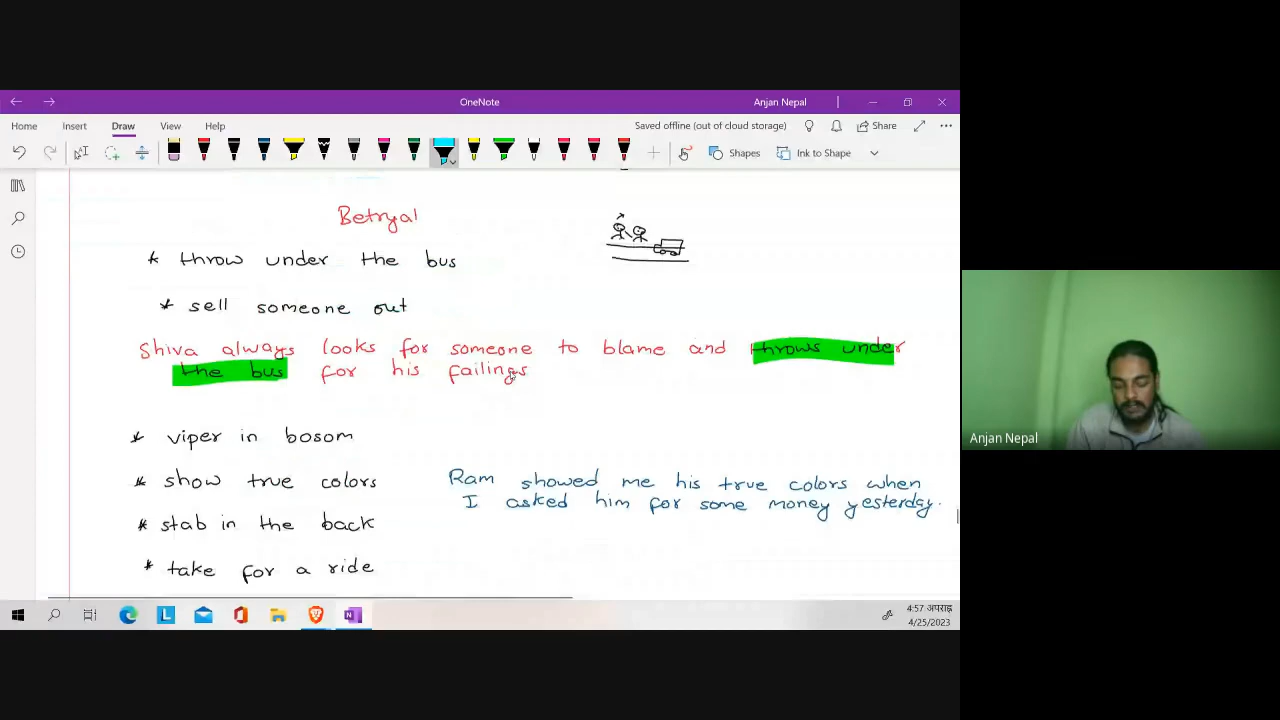 OneNote
Anjan Nepal
Home Insert Draw View Help
Saved offline (out of cloud storage) Share
Shapes Ink to Shape
Betryal
* throw under the bus
* sell someone out
Shiva always looks for someone to blame and throws under
the bus for his failings
* viper in bosom
* show true colors
Ram showed me his true colors when
I asked him for some money yesterday.
* stab in the back
* take for a ride
Anjan Nepal
4:57 अपराह्न
4/25/2023